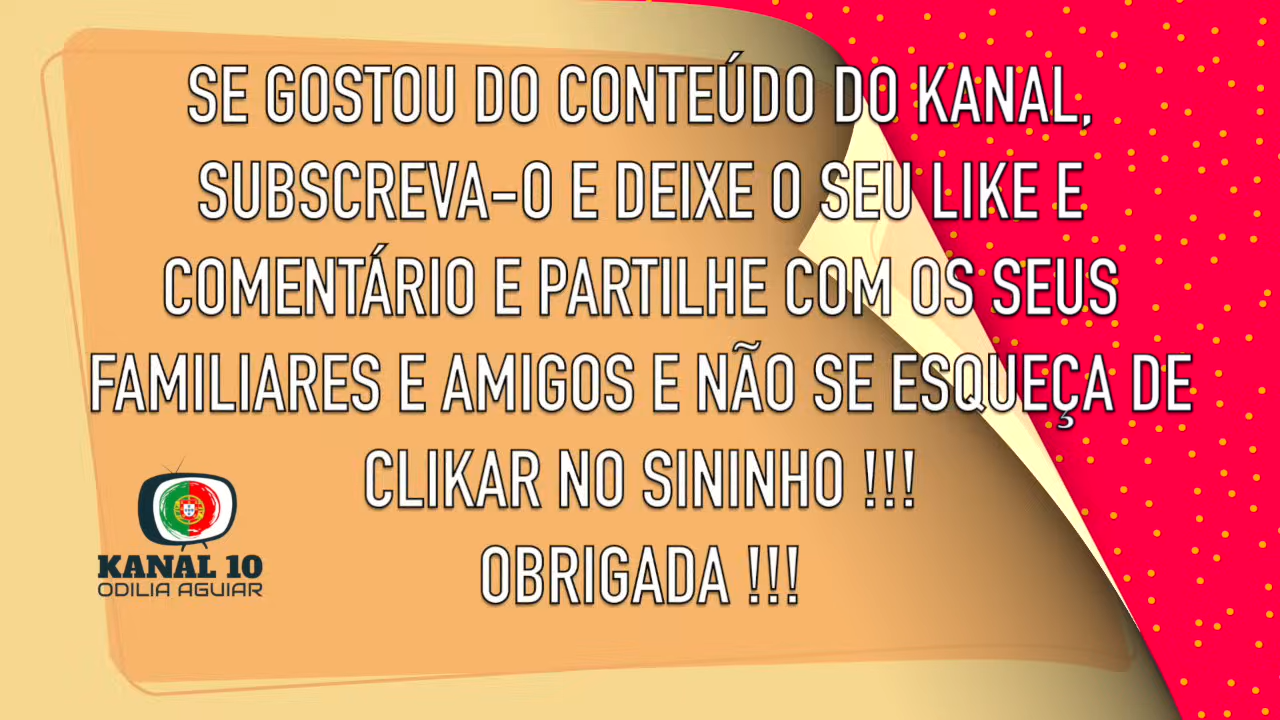 SE GOSTOU DO CONTEÚDO DO KANAL,
SUBSCREVA-O E DEIXE O SEU LIKE E
COMENTÁRIO E PARTILHE COM OS SEUS
FAMILIARES E AMIGOS E NÃO SE ESQUEÇA DE
CLIKAR NO SININHO !!!
OBRIGADA !!!
KANAL 10
ODILIA AGUIAR